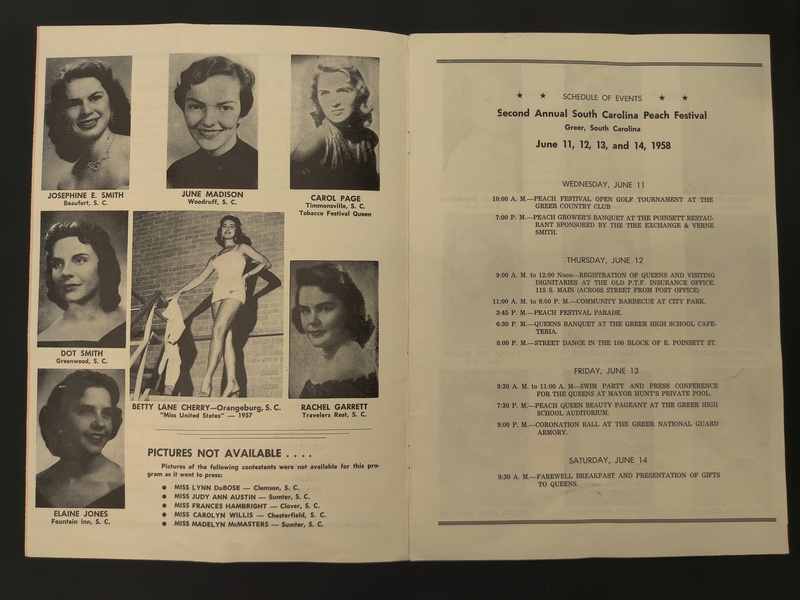 JOSEPHINE E. SMITH
Beaufort, S. C.
JUNE MADISON
Woodruff, S. C.
CAROL PAGE
Timmonsville, S. C.
Tobacco Festival Queen
DOT SMITH
Greenwood, S. C.
BETTY LANE CHERRY—Orangeburg, S. C.
"Miss United States" — 1957
RACHEL GARRETT
Travelers Rest, S. C.
ELAINE JONES
Fountain Inn, S. C.
PICTURES NOT AVAILABLE . . . .
Pictures of the following contestants were not available for this pro-
gram as it went to press:
● MISS LYNN DuBOSE — Clemson, S. C.
● MISS JUDY ANN AUSTIN — Sumter, S. C.
● MISS FRANCES HAMBRIGHT — Clover, S. C.
● MISS CAROLYN WILLIS — Chesterfield, S. C.
● MISS MADELYN McMASTERS — Sumter, S. C.
★ ★ SCHEDULE OF EVENTS ★ ★
Second Annual South Carolina Peach Festival
Greer, South Carolina
June 11, 12, 13, and 14, 1958
WEDNESDAY, JUNE 11
10:00 A. M.—PEACH FESTIVAL OPEN GOLF TOURNAMENT AT THE
GREER COUNTRY CLUB
7:00 P. M.—PEACH GROWER'S BANQUET AT THE POINSETT RESTAU-
RANT SPONSORED BY THE TIRE EXCHANGE & VERNE
SMITH.
THURSDAY, JUNE 12
9:00 A. M. to 12:00 Noon—REGISTRATION OF QUEENS AND VISITING
DIGNITARIES AT THE OLD P.T.F. INSURANCE OFFICE.
115 S. MAIN (ACROSS STREET FROM POST OFFICE)
11:00 A. M. to 8:00 P. M.—COMMUNITY BARBECUE AT CITY PARK.
3:45 P. M.—PEACH FESTIVAL PARADE.
6:30 P. M.—QUEENS BANQUET AT THE GREER HIGH SCHOOL CAFE-
TERIA.
8:00 P. M.—STREET DANCE IN THE 100 BLOCK OF E. POINSETT ST.
FRIDAY, JUNE 13
9:30 A. M. to 11:00 A. M—SWIM PARTY AND PRESS CONFERENCE
FOR THE QUEENS AT MAYOR HUNT'S PRIVATE POOL.
7:30 P. M.—PEACH QUEEN BEAUTY PAGEANT AT THE GREER HIGH
SCHOOL AUDITORIUM.
9:00 P. M.—CORONATION BALL AT THE GREER NATIONAL GUARD
ARMORY.
SATURDAY, JUNE 14
9:30 A. M.—FAREWELL BREAKFAST AND PRESENTATION OF GIFTS
TO QUEENS.